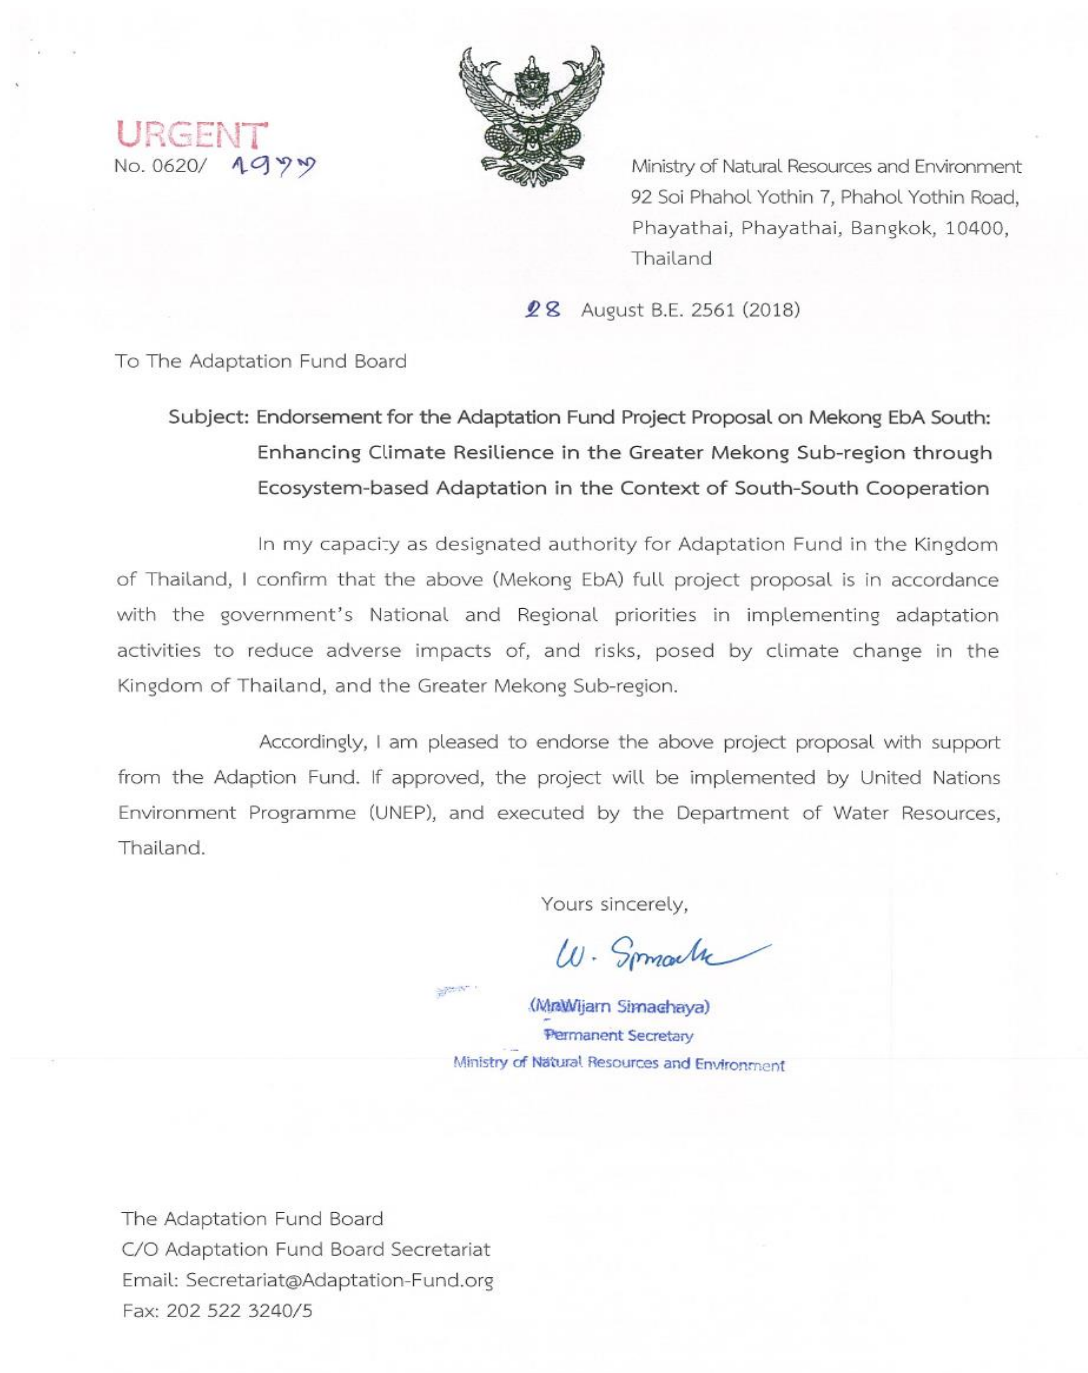 URGENT
No. 0620/
Ministry of Natural Resources and Environment
92 Soi Phahol Yothin 7, Phahol Yothin Road,
Phayathai, Phayathai, Bangkok, 10400,
Thailand
28 August B.E. 2561 (2018)
To The Adaptation Fund Board
Subject: Endorsement for the Adaptation Fund Project Proposal on Mekong EbA South:
Enhancing Climate Resilience in the Greater Mekong Sub-region through
Ecosystem-based Adaptation in the Context of South-South Cooperation
In my capacity as designated authority for Adaptation Fund in the Kingdom
of Thailand, I confirm that the above (Mekong EbA) full project proposal is in accordance
with the government's National and Regional priorities in implementing adaptation
activities to reduce adverse impacts of, and risks, posed by climate change in the
Kingdom of Thailand, and the Greater Mekong Sub-region.
Accordingly, I am pleased to endorse the above project proposal with support
from the Adaption Fund. If approved, the project will be implemented by United Nations
Environment Programme (UNEP), and executed by the Department of Water Resources,
Thailand.
Yours sincerely,
W.
(Mr.Wijarn Simachaya)
Permanent Secretary
Ministry of Natural Resources and Environment
The Adaptation Fund Board
C/O Adaptation Fund Board Secretariat
Email: Secretariat@Adaptation-Fund.org
Fax: 202 522 3240/5